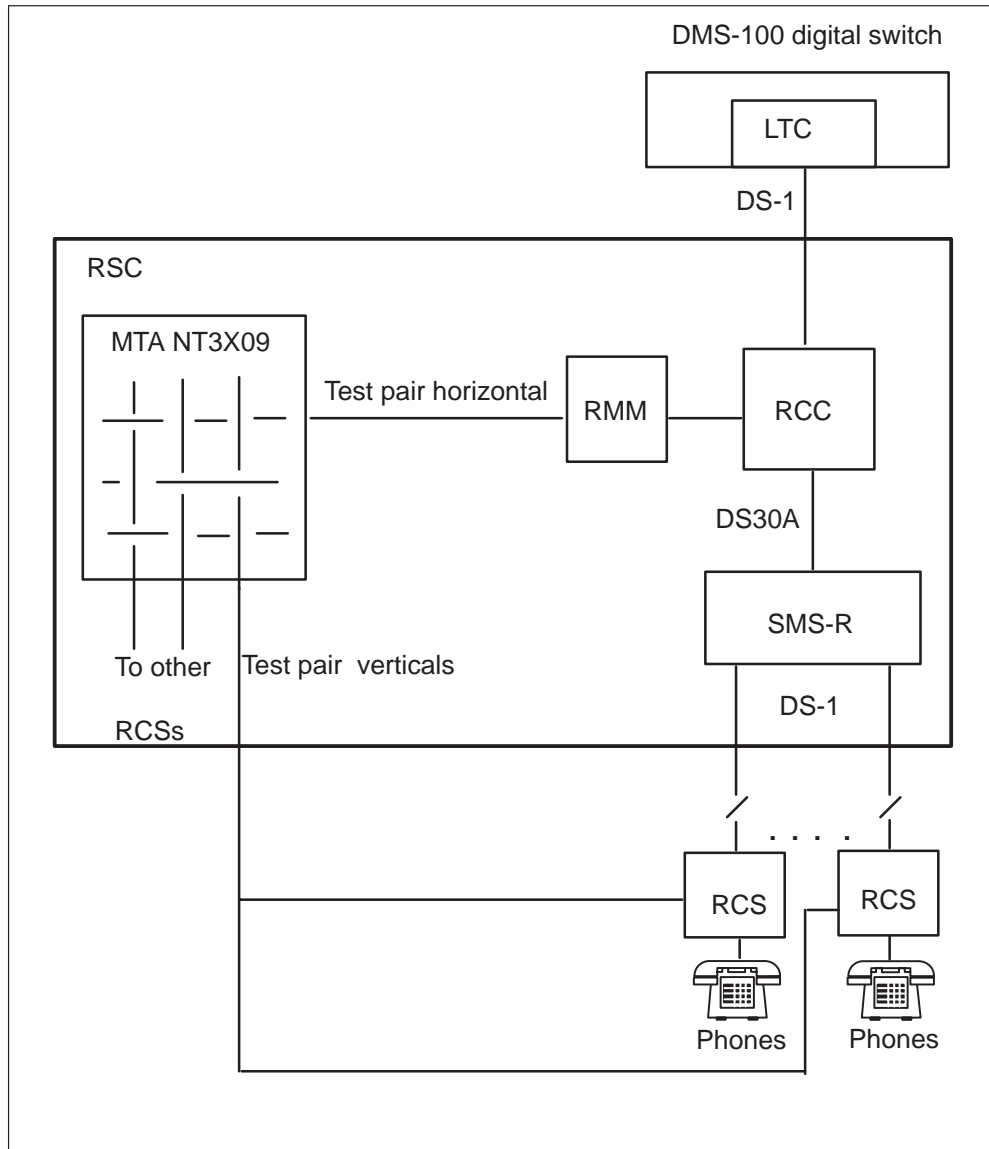 DMS-100 digital switch
LTC
DS-1
RSC
MTA NT3X09
Test pair horizontal
RMM
RCC
DS30A
SMS-R
To other
Test pair verticals
DS-1
RCSs
. . . .
RCS
RCS
Phones
Phones